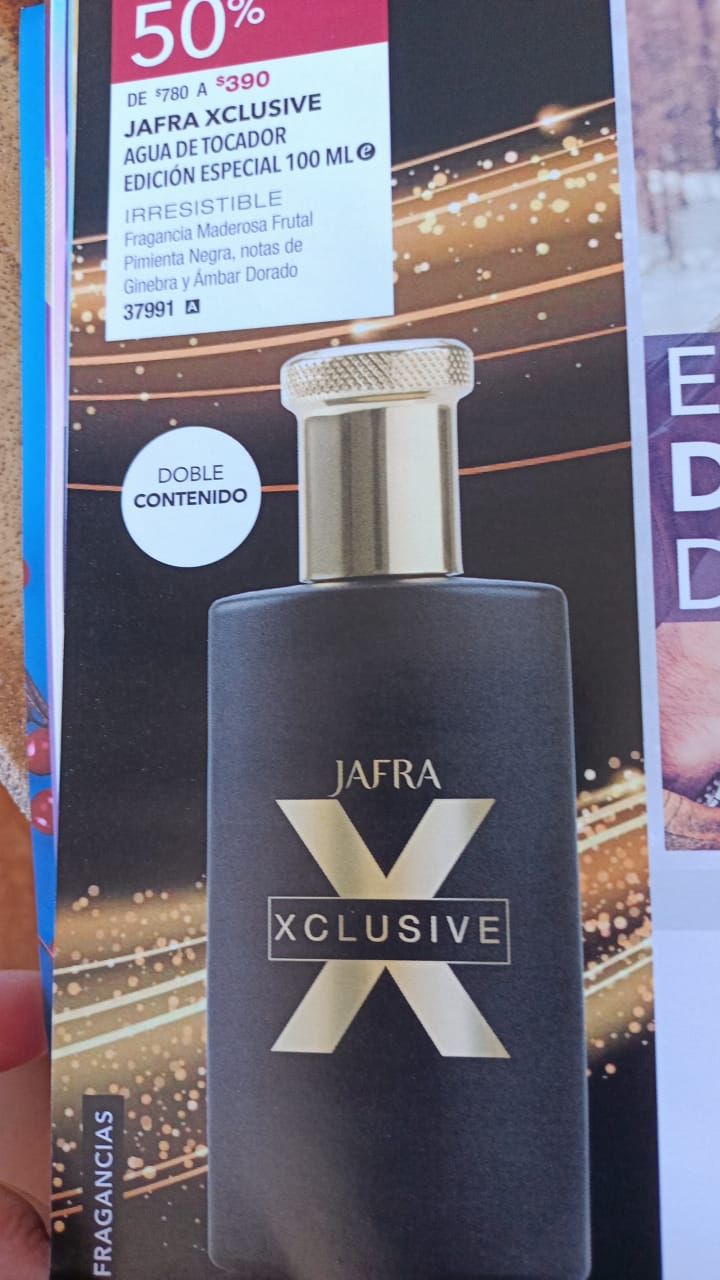 50%
DE $780 A $390
JAFRA XCLUSIVE
AGUA DE TOCADOR
EDICIÓN ESPECIAL 100 ML e
IRRESISTIBLE
Fragancia Maderosa Frutal
Pimienta Negra, notas de
Ginebra y Ámbar Dorado
37991 A
DOBLE
CONTENIDO
JAFRA
X
XCLUSIVE
FRAGANCIAS
E
D
D